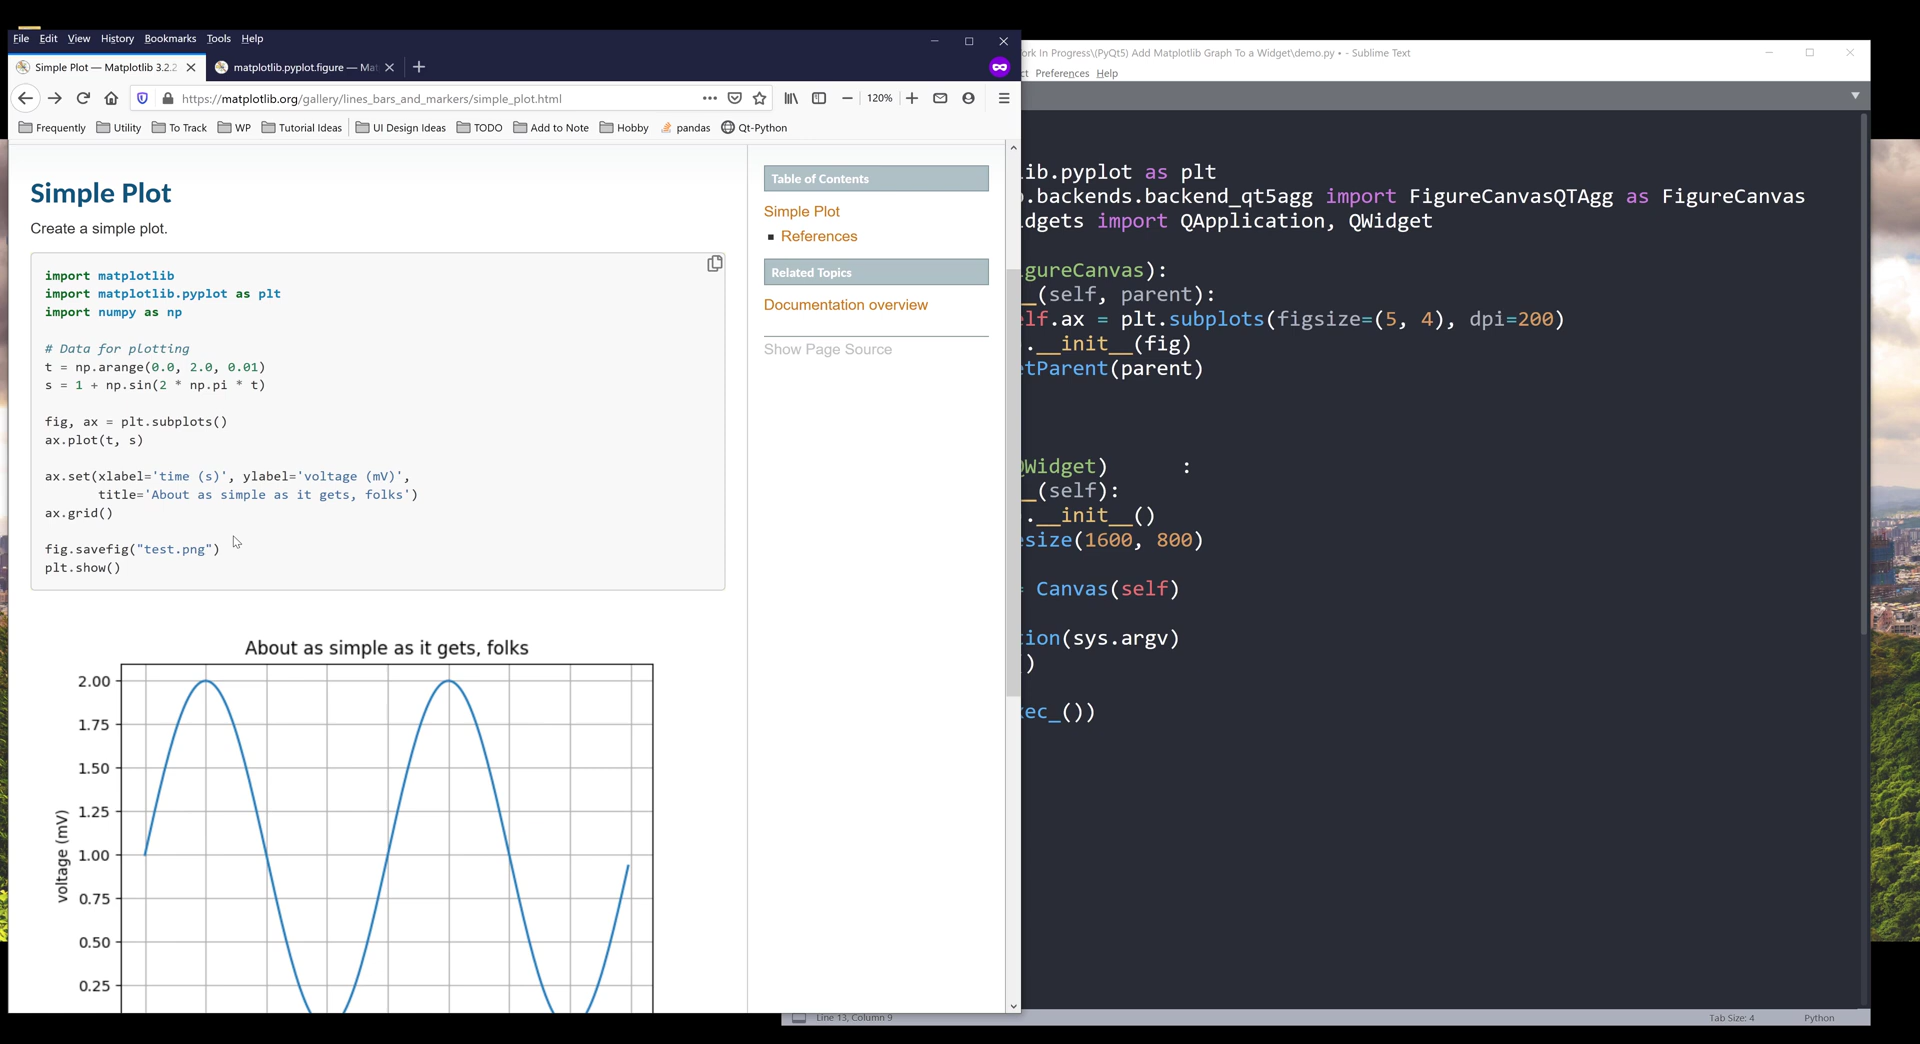 File Edit View History Bookmarks Tools Help
Simple Plot — Matplotlib 3.2.2
matplotlib.pyplot.figure — Mat
https://matplotlib.org/gallery/lines_bars_and_markers/simple_plot.html
120%
Frequently Utility To Track WP Tutorial Ideas UI Design Ideas TODO Add to Note Hobby pandas Qt-Python
Simple Plot
Create a simple plot.
import matplotlib
import matplotlib.pyplot as plt
import numpy as np
# Data for plotting
t = np.arange(0.0, 2.0, 0.01)
s = 1 + np.sin(2 * np.pi * t)
fig, ax = plt.subplots()
ax.plot(t, s)
ax.set(xlabel='time (s)', ylabel='voltage (mV)',
title='About as simple as it gets, folks')
ax.grid()
fig.savefig("test.png")
plt.show()
About as simple as it gets, folks
2.00
1.75
1.50
1.25
1.00
0.75
0.50
0.25
voltage (mV)
Table of Contents
Simple Plot
References
Related Topics
Documentation overview
Show Page Source
ork In Progress\(PyQt5) Add Matplotlib Graph To a Widget\demo.py • - Sublime Text
ct Preferences Help
ib.pyplot as plt
.backends.backend_qt5agg import FigureCanvasQTAgg as FigureCanvas
dgets import QApplication, QWidget
gureCanvas):
_(self, parent):
lf.ax = plt.subplots(figsize=(5, 4), dpi=200)
.__init__(fig)
tParent(parent)
QWidget) :
_(self):
.__init__()
size(1600, 800)
= Canvas(self)
ion(sys.argv)
)
ec_())
Line 13, Column 9
Tab Size: 4
Python